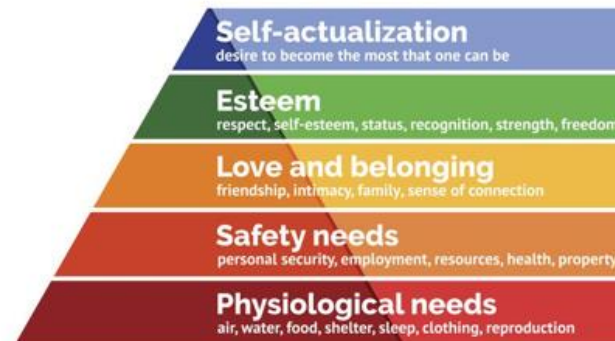 Self-actualization
desire to become the most that one can be
Esteem
respect, self-esteem, status, recognition, strength, freedom
Love and belonging
friendship, intimacy, family, sense of connection
Safety needs
personal security, employment, resources, health, property
Physiological needs
air, water, food, shelter, sleep, clothing, reproduction